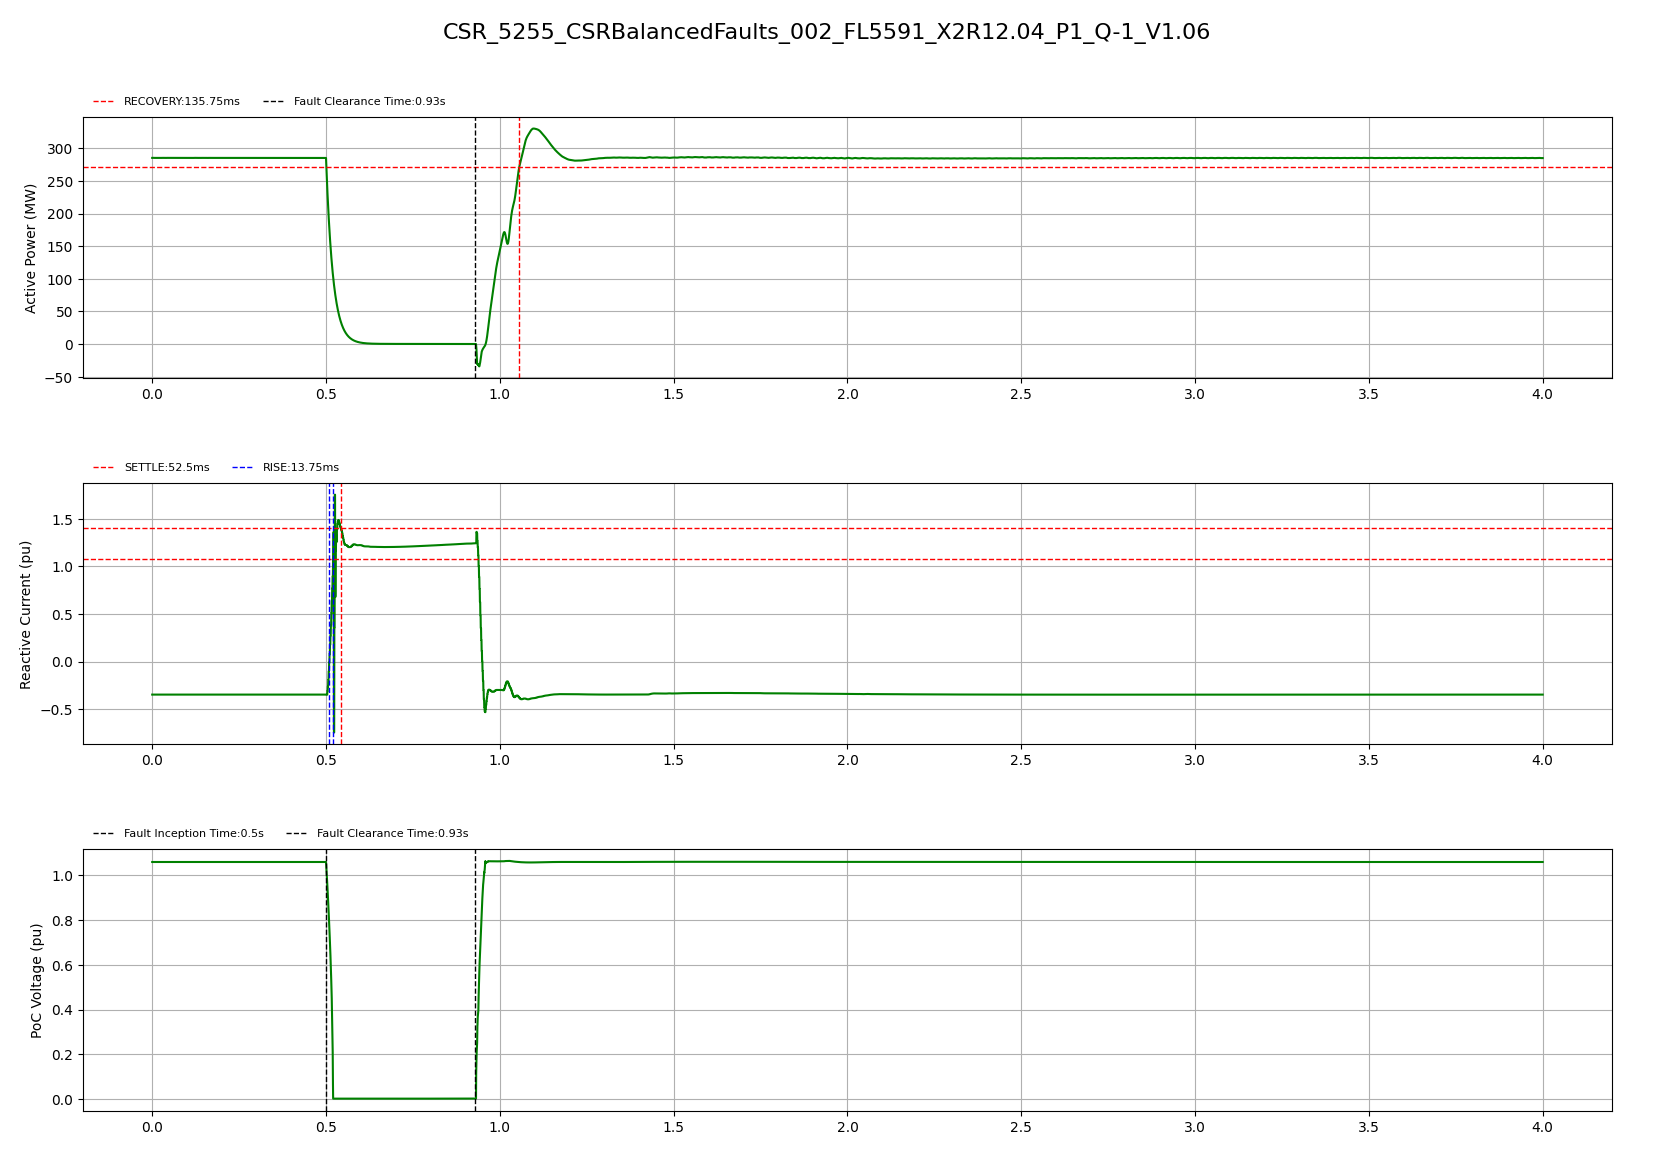 CSR_5255_CSRBalancedFaults_002_FL5591_X2R12.04_P1_Q-1_V1.06
RECOVERY:135.75ms Fault Clearance Time:0.93s
Active Power (MW)
300
250
200
150
100
50
0
−50
0.0 0.5 1.0 1.5 2.0 2.5 3.0 3.5 4.0
SETTLE:52.5ms RISE:13.75ms
Reactive Current (pu)
1.5
1.0
0.5
0.0
−0.5
0.0 0.5 1.0 1.5 2.0 2.5 3.0 3.5 4.0
Fault Inception Time:0.5s Fault Clearance Time:0.93s
PoC Voltage (pu)
1.0
0.8
0.6
0.4
0.2
0.0
0.0 0.5 1.0 1.5 2.0 2.5 3.0 3.5 4.0